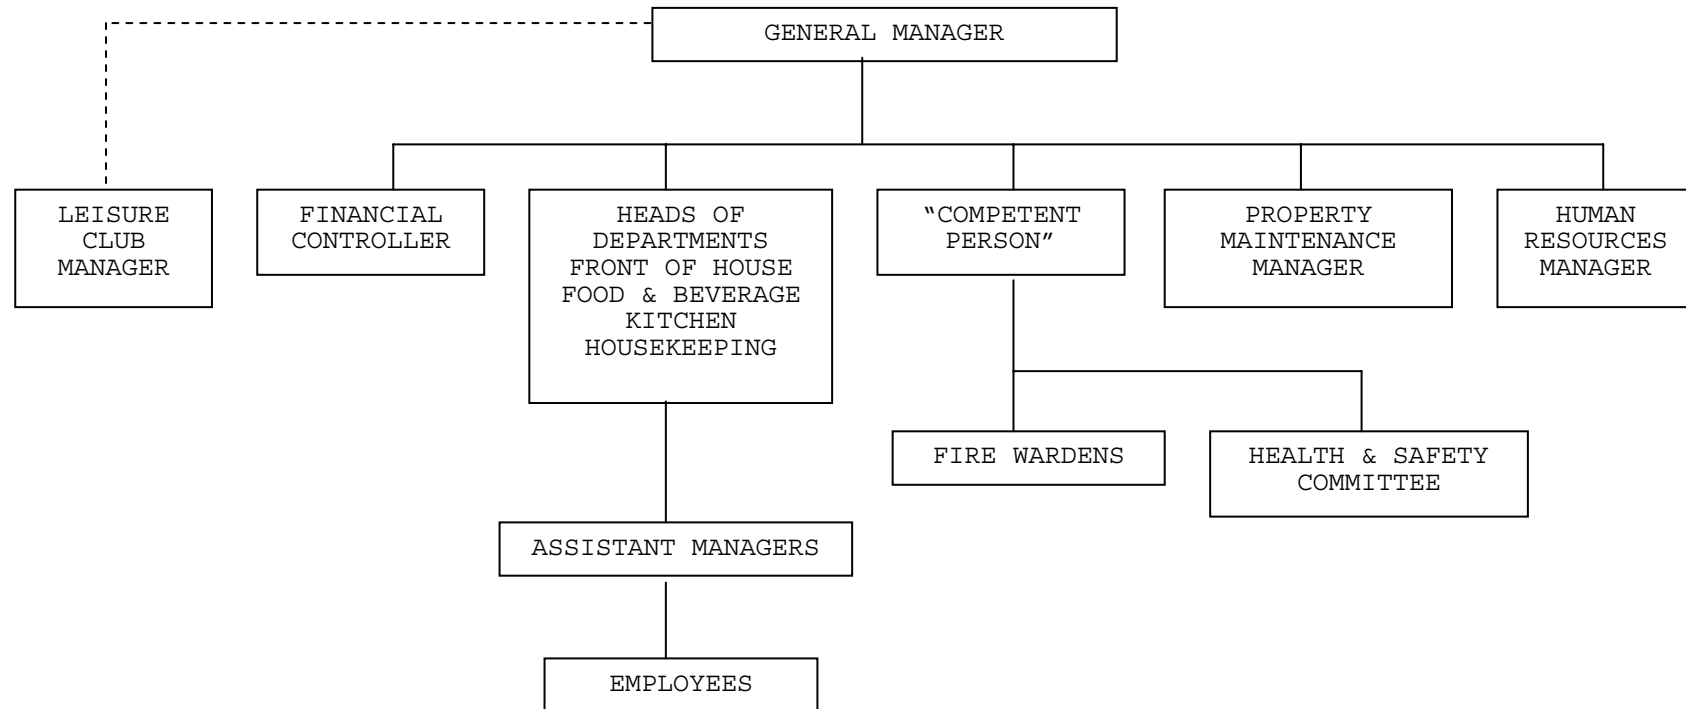 GENERAL MANAGER
LEISURE
CLUB
MANAGER
FINANCIAL
CONTROLLER
HEADS OF
DEPARTMENTS
FRONT OF HOUSE
FOOD & BEVERAGE
KITCHEN
HOUSEKEEPING
“COMPETENT
PERSON”
PROPERTY
MAINTENANCE
MANAGER
HUMAN
RESOURCES
MANAGER
FIRE WARDENS
HEALTH & SAFETY
COMMITTEE
ASSISTANT MANAGERS
EMPLOYEES